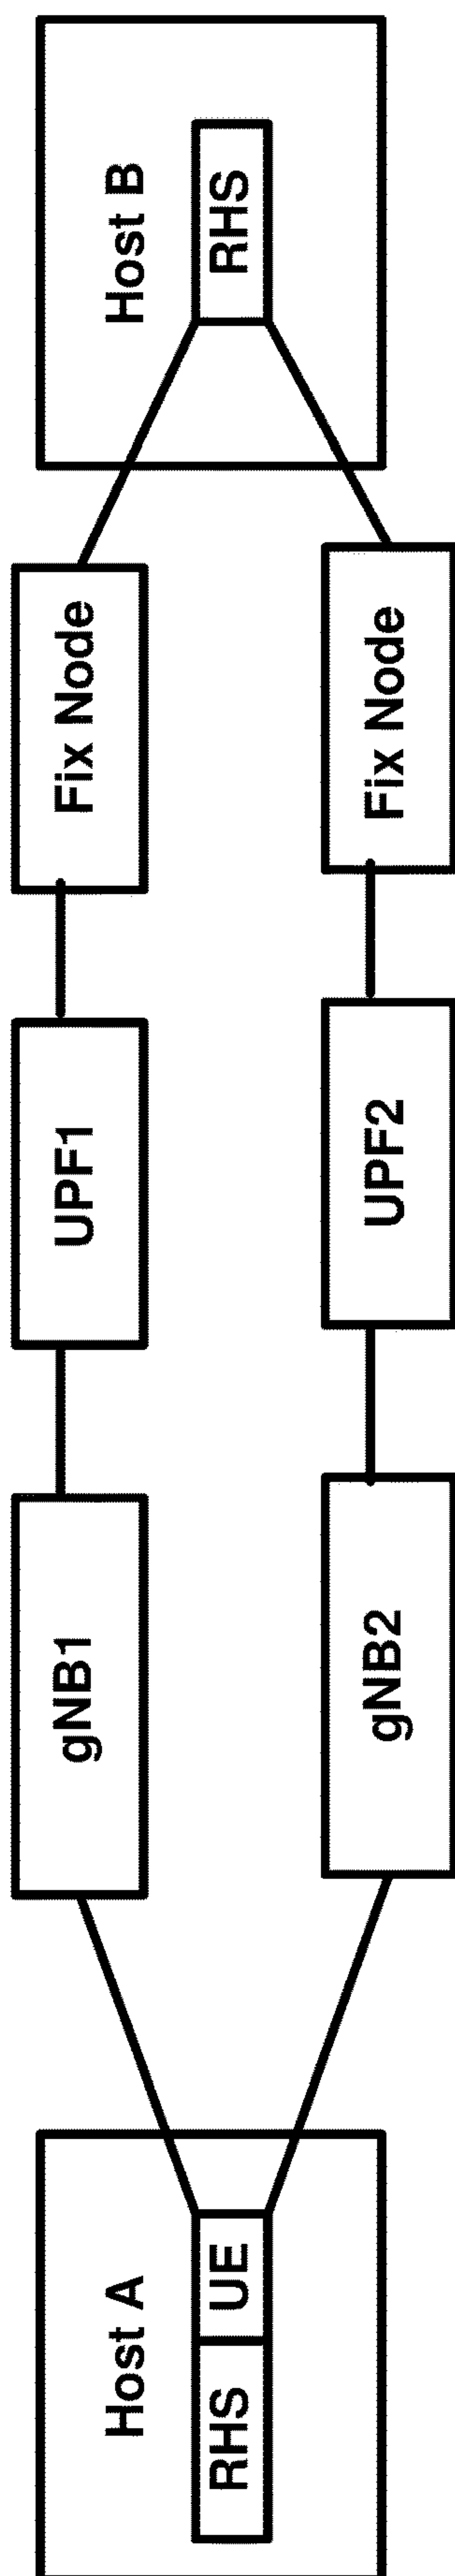 Host A
RHS
UE
gNB1
UPF1
Fix Node
gNB2
UPF2
Fix Node
Host B
RHS